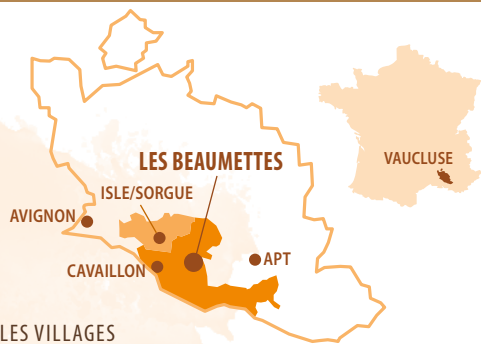 LES BEAUMETTES
VAUCLUSE
ISLE/SORGUE
AVIGNON
APT
CAVAILLON
LES VILLAGES